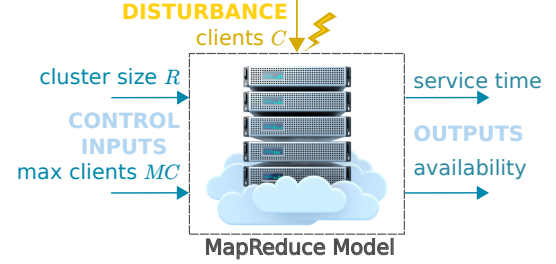 DISTURBANCE
clients C
cluster size R
service time
CONTROL
INPUTS
OUTPUTS
max clients MC
availability
MapReduce Model